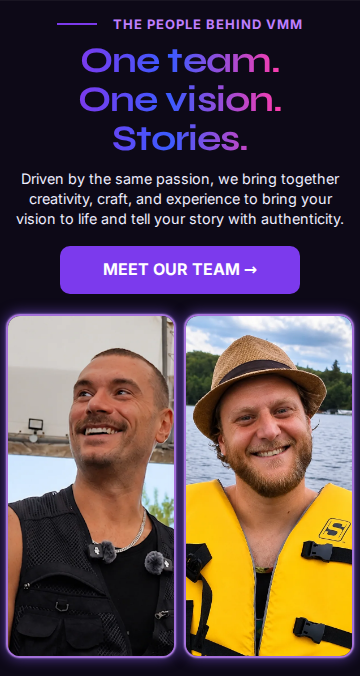 THE PEOPLE BEHIND VMM
One team.
One vision.
Stories.
Driven by the same passion, we bring together
creativity, craft, and experience to bring your
vision to life and tell your story with authenticity.
MEET OUR TEAM →
S